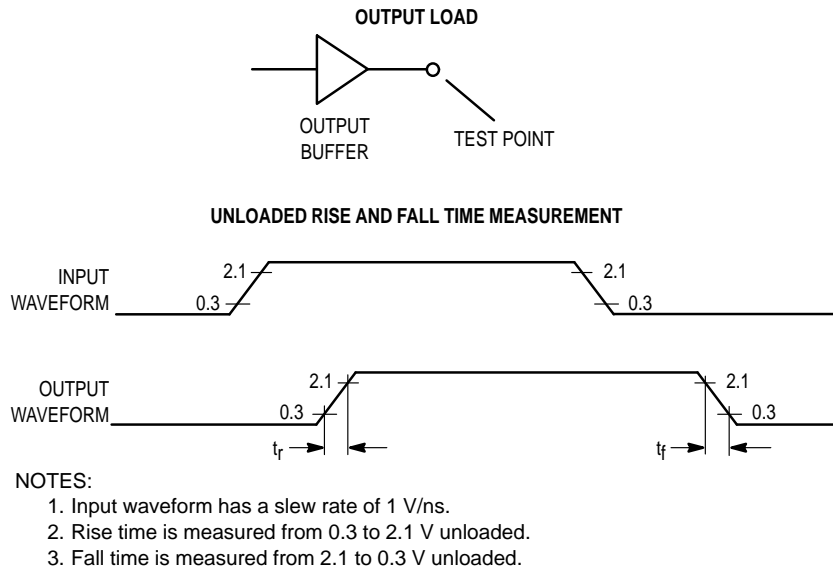 OUTPUT LOAD
OUTPUT
BUFFER
TEST POINT
UNLOADED RISE AND FALL TIME MEASUREMENT
INPUT
WAVEFORM
2.1
0.3
2.1
0.3
OUTPUT
WAVEFORM
2.1
0.3
2.1
0.3
tr
tf
NOTES:
1. Input waveform has a slew rate of 1 V/ns.
2. Rise time is measured from 0.3 to 2.1 V unloaded.
3. Fall time is measured from 2.1 to 0.3 V unloaded.